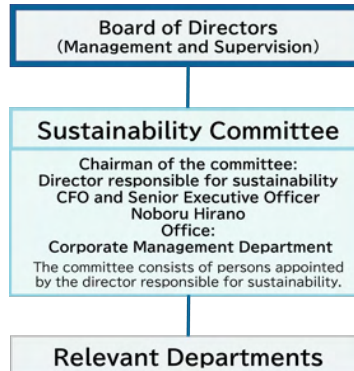 Board of Directors
(Management and Supervision)
Sustainability Committee
Chairman of the committee:
Director responsible for sustainability
CFO and Senior Executive Officer
Noboru Hirano
Office:
Corporate Management Department
The committee consists of persons appointed
by the director responsible for sustainability.
Relevant Departments